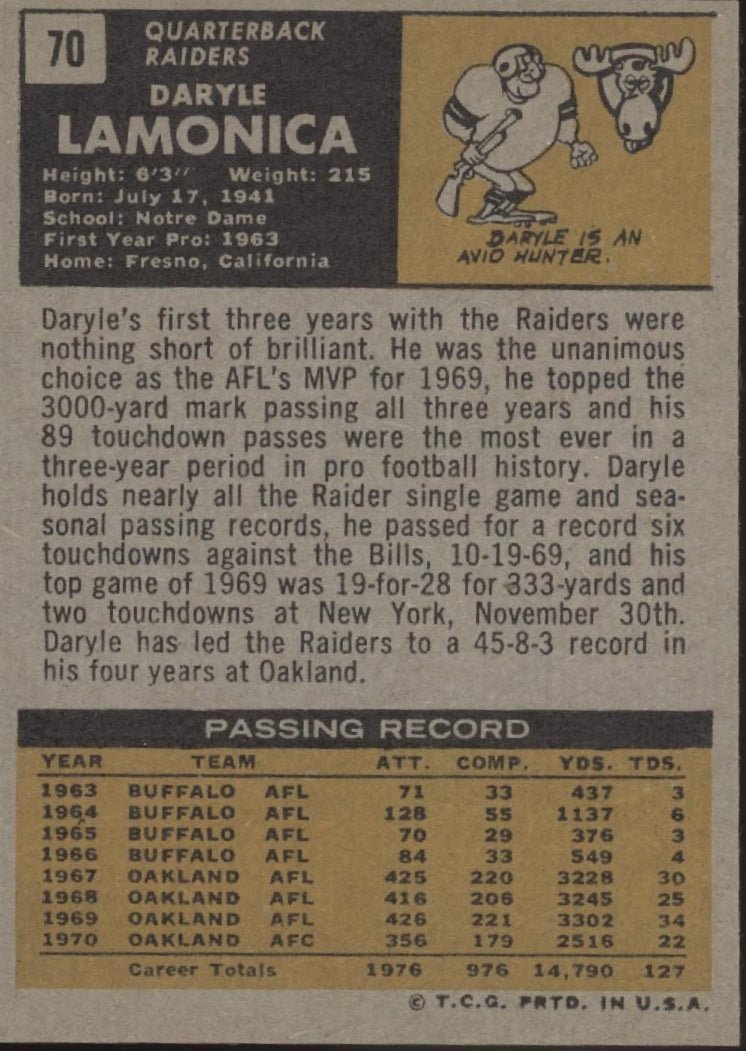 70
QUARTERBACK
RAIDERS
DARYLE
LAMONICA
Height: 6'3" Weight: 215
Born: July 17, 1941
School: Notre Dame
First Year Pro: 1963
Home: Fresno, California
DARYLE IS AN
AVID HUNTER.
Daryle's first three years with the Raiders were
nothing short of brilliant. He was the unanimous
choice as the AFL's MVP for 1969, he topped the
3000-yard mark passing all three years and his
89 touchdown passes were the most ever in a
three-year period in pro football history. Daryle
holds nearly all the Raider single game and sea-
sonal passing records, he passed for a record six
touchdowns against the Bills, 10-19-69, and his
top game of 1969 was 19-for-28 for 333-yards and
two touchdowns at New York, November 30th.
Daryle has led the Raiders to a 45-8-3 record in
his four years at Oakland.
PASSING RECORD
YEAR TEAM ATT. COMP. YDS. TDS.
1963 BUFFALO AFL 71 33 437 3
1964 BUFFALO AFL 128 55 1137 6
1965 BUFFALO AFL 70 29 376 3
1966 BUFFALO AFL 84 33 549 4
1967 OAKLAND AFL 425 220 3228 30
1968 OAKLAND AFL 416 206 3245 25
1969 OAKLAND AFL 426 221 3302 34
1970 OAKLAND AFC 356 179 2516 22
Career Totals 1976 976 14,790 127
© T.C.G. PRTD. IN U.S.A.